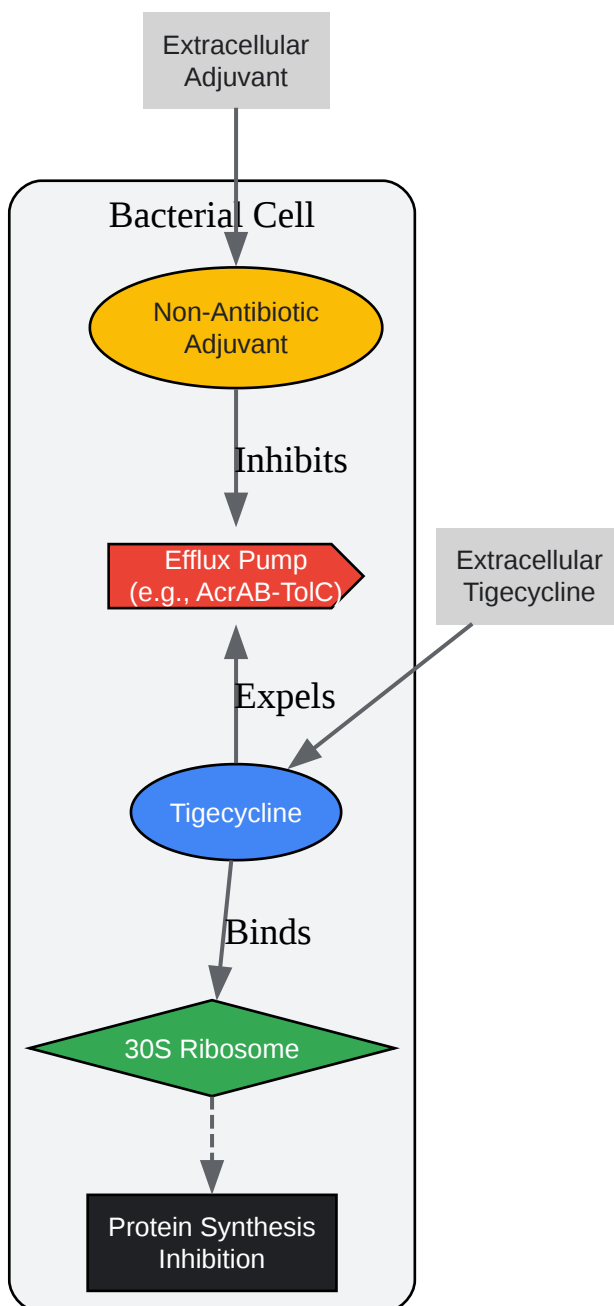 Extracellular
Adjuvant
Bacterial Cell
Non-Antibiotic
Adjuvant
Inhibits
Efflux Pump
(e.g., AcrAB-TolC)
Extracellular
Tigecycline
Expels
Tigecycline
Binds
30S Ribosome
Protein Synthesis
Inhibition